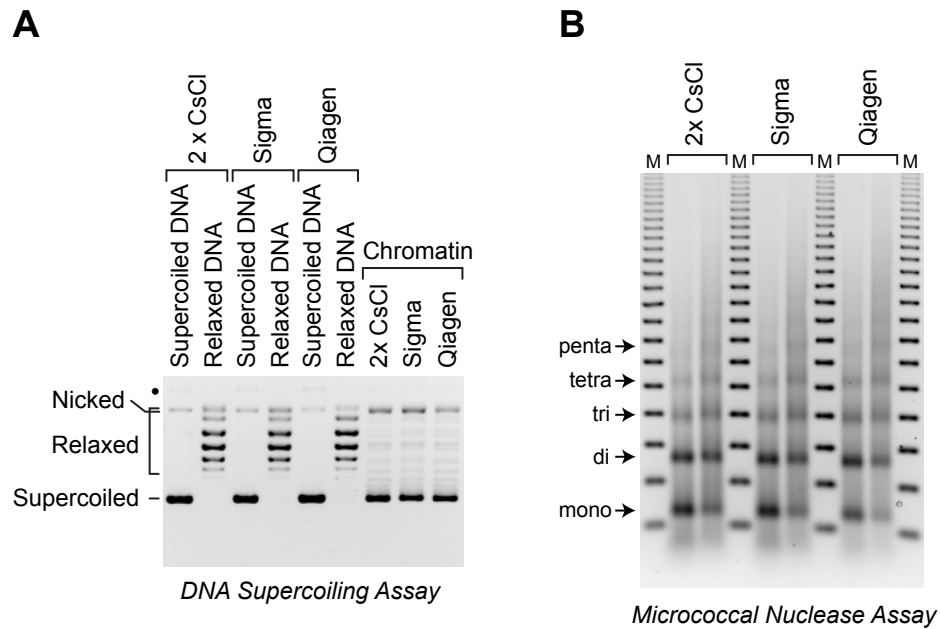 A
2 x CsCl
Sigma
Qiagen
Supercoiled DNA
Relaxed DNA
Supercoiled DNA
Relaxed DNA
Supercoiled DNA
Relaxed DNA
Chromatin
2x CsCl
Sigma
Qiagen
Nicked
Relaxed
Supercoiled
DNA Supercoiling Assay
B
2x CsCl
Sigma
Qiagen
M M M M
penta
tetra
tri
di
mono
Micrococcal Nuclease Assay